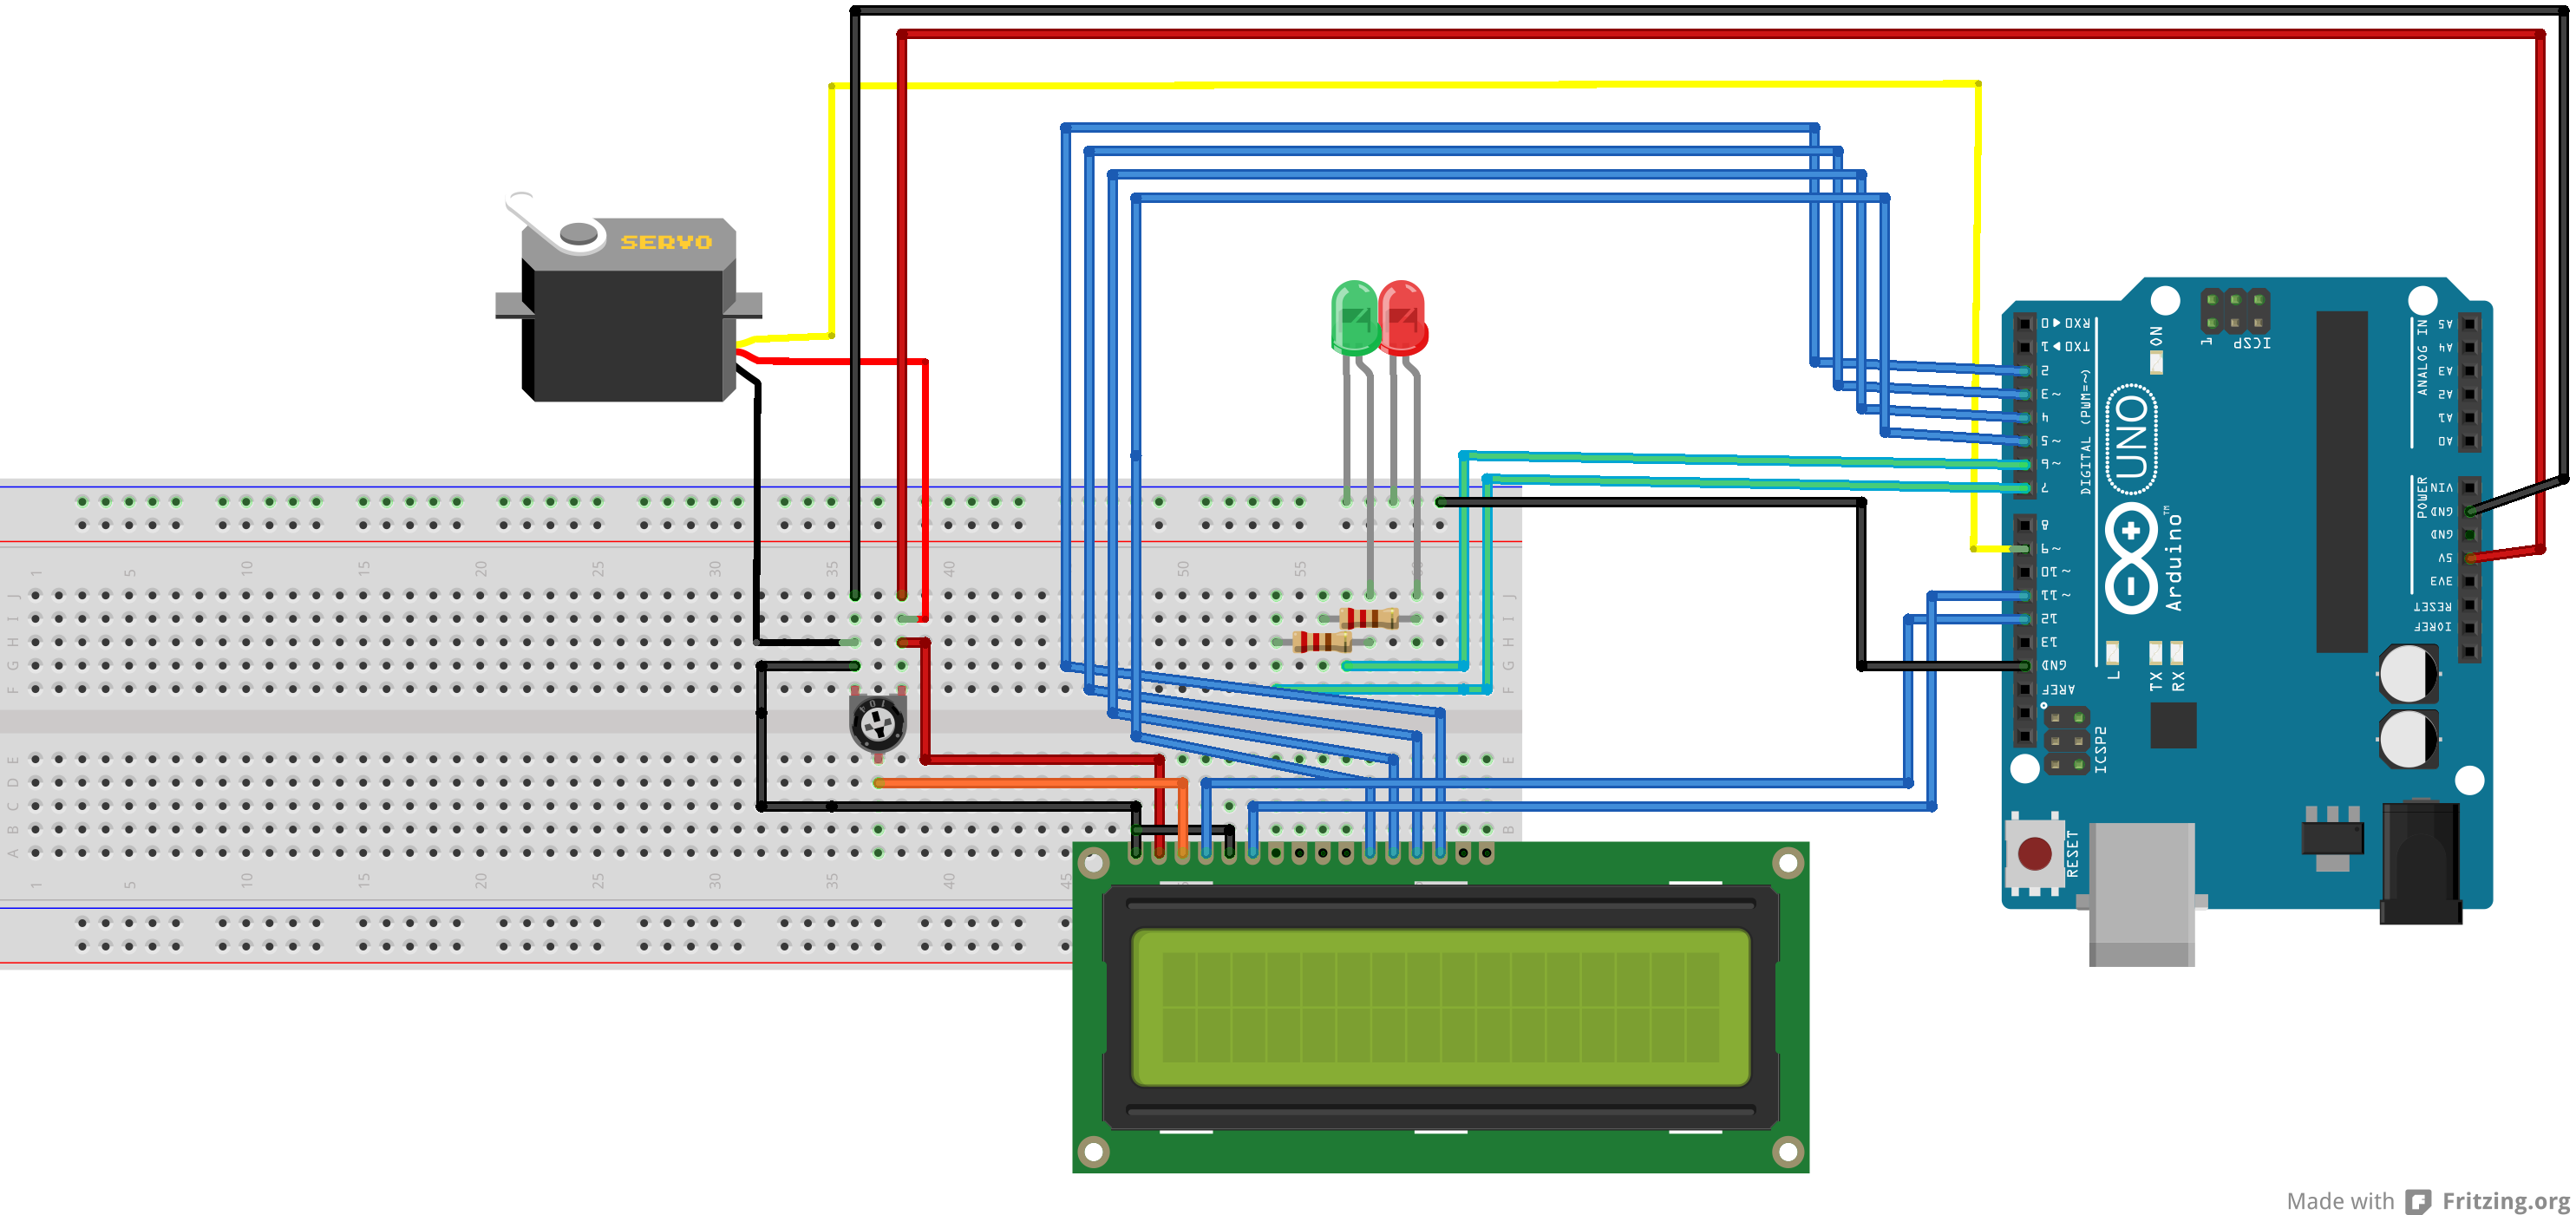 SERVO
1 5 10 15 20 25 30 35 40 50 55
J
I
H
G
F
E
D
C
B
A
1 5 10 15 20 25 30 35 40 45
104
RX0◄0
TX0►1
2
~3
4
~5
~6
7
8
~9
~10
~11
12
13
GND
AREF
DIGITAL (PWM=~)
ON
1 ICSP
UNO
Arduino™
L
TX
RX
ICSP2
RESET
ANALOG IN
A5
A4
A3
A2
A1
A0
POWER
VIN
GND
GND
5V
3V3
RESET
IOREF
Made with Fritzing.org